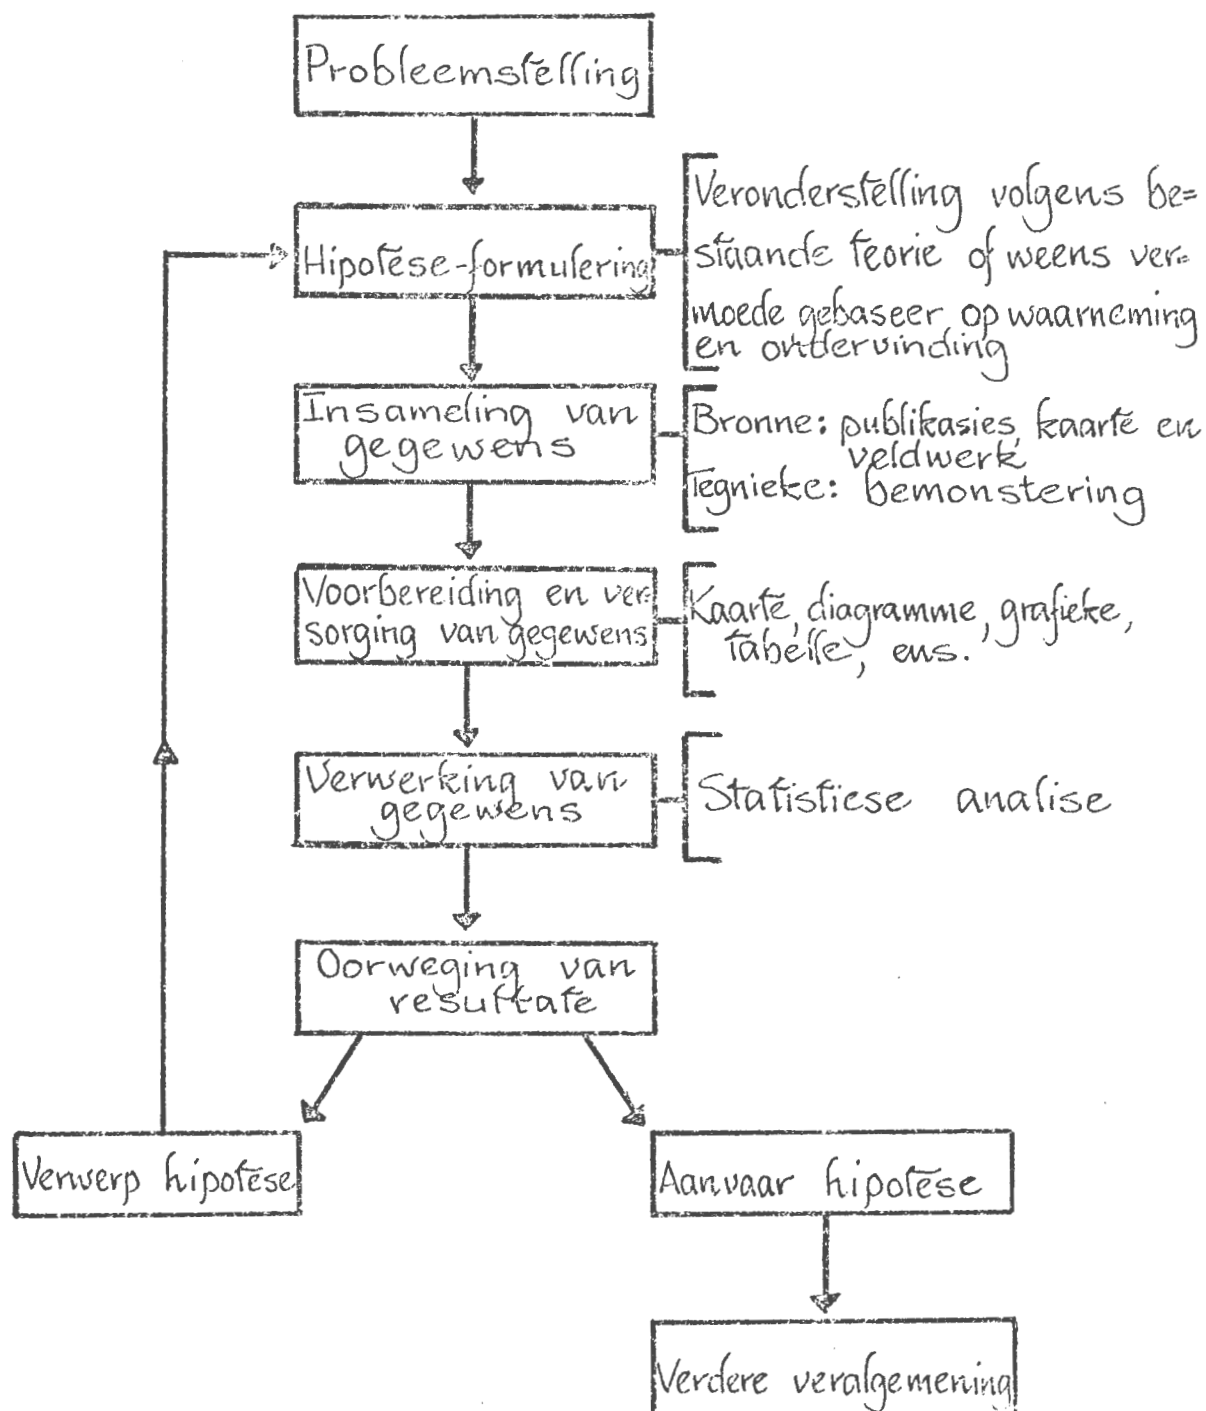 Probleemstelling
Hipotese-formulering
Veronderstelling volgens be=
staande teorie of weens ver=
moede gebaseer op waarneming
en ondervinding
Insameling van
gegewens
Bronne: publikasies, kaarte en
veldwerk
Tegnieke: bemonstering
Voorbereiding en ver=
sorging van gegewens
Kaarte, diagramme, grafieke,
tabelle, ens.
Verwerking van
gegewens
Statistiese analise
Oorweging van
resultate
Verwerp hipotese
Aanvaar hipotese
Verdere veralgemening